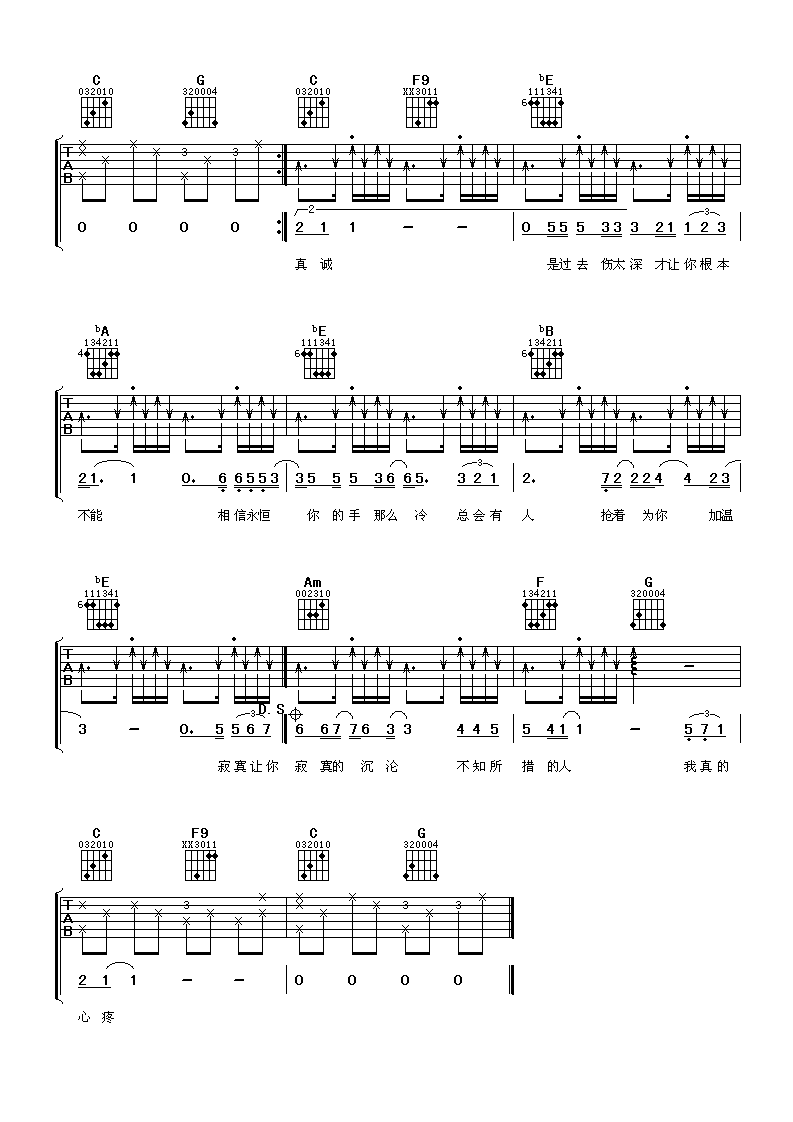 C G C F9 ♭E
032010 320004 032010 XX3011 6 111341
T A B 3 3
2.
0 0 0 0 2 1 1 - - 0 5 5 5 3 3 3 2 1 1 2 3
3
真 诚 是过 去 伤太 深 才让 你 根 本
♭A ♭E ♭B
4 134211 6 111341 6 134211
T A B
2 1. 1 0. 6 6 5 5 3 3 5 5 5 3 6 6 5. 3 2 1 2. 7 2 2 2 4 4 2 3
3
不能 相 信永恒 你 的 手 那么 冷 总 会 有 人 抢着 为你 加温
♭E Am F G
6 111341 002310 134211 320004
T A B -
D.S
3 - 0. 5 5 6 7 6 6 7 7 6 3 3 4 4 5 5 4 1 1 - 5 7 1
3 3
寂 寞 让 你 寂 寞的 沉 沦 不 知 所 措 的人 我 真 的
C F9 C G
032010 XX3011 032010 320004
T A B 3 3 3
2 1 1 - - 0 0 0 0
心 疼